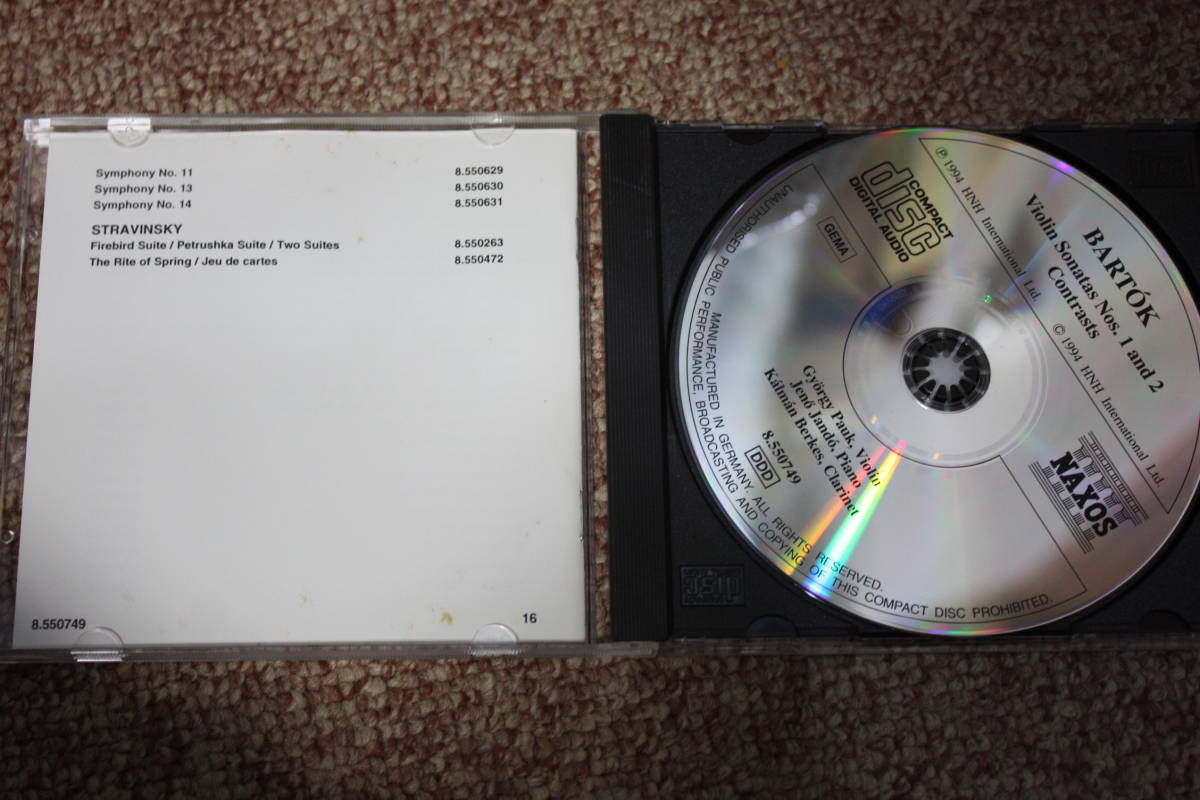 Symphony No. 11 8.550629
Symphony No. 13 8.550630
Symphony No. 14 8.550631
STRAVINSKY
Firebird Suite / Petrushka Suite / Two Suites 8.550263
The Rite of Spring / Jeu de cartes 8.550472
8.550749 16
COMPACT
disc
DIGITAL AUDIO
GEMA
℗ 1994 HNH International Ltd. © 1994 HNH International Ltd.
BARTÓK
Violin Sonatas Nos. 1 and 2
Contrasts
NAXOS
György Pauk, Violin
Jenő Jandó, Piano
Kálmán Berkes, Clarinet
8.550749
DDD
MANUFACTURED IN GERMANY. ALL RIGHTS RESERVED.
UNAUTHORISED PUBLIC PERFORMANCE, BROADCASTING AND COPYING OF THIS COMPACT DISC PROHIBITED.